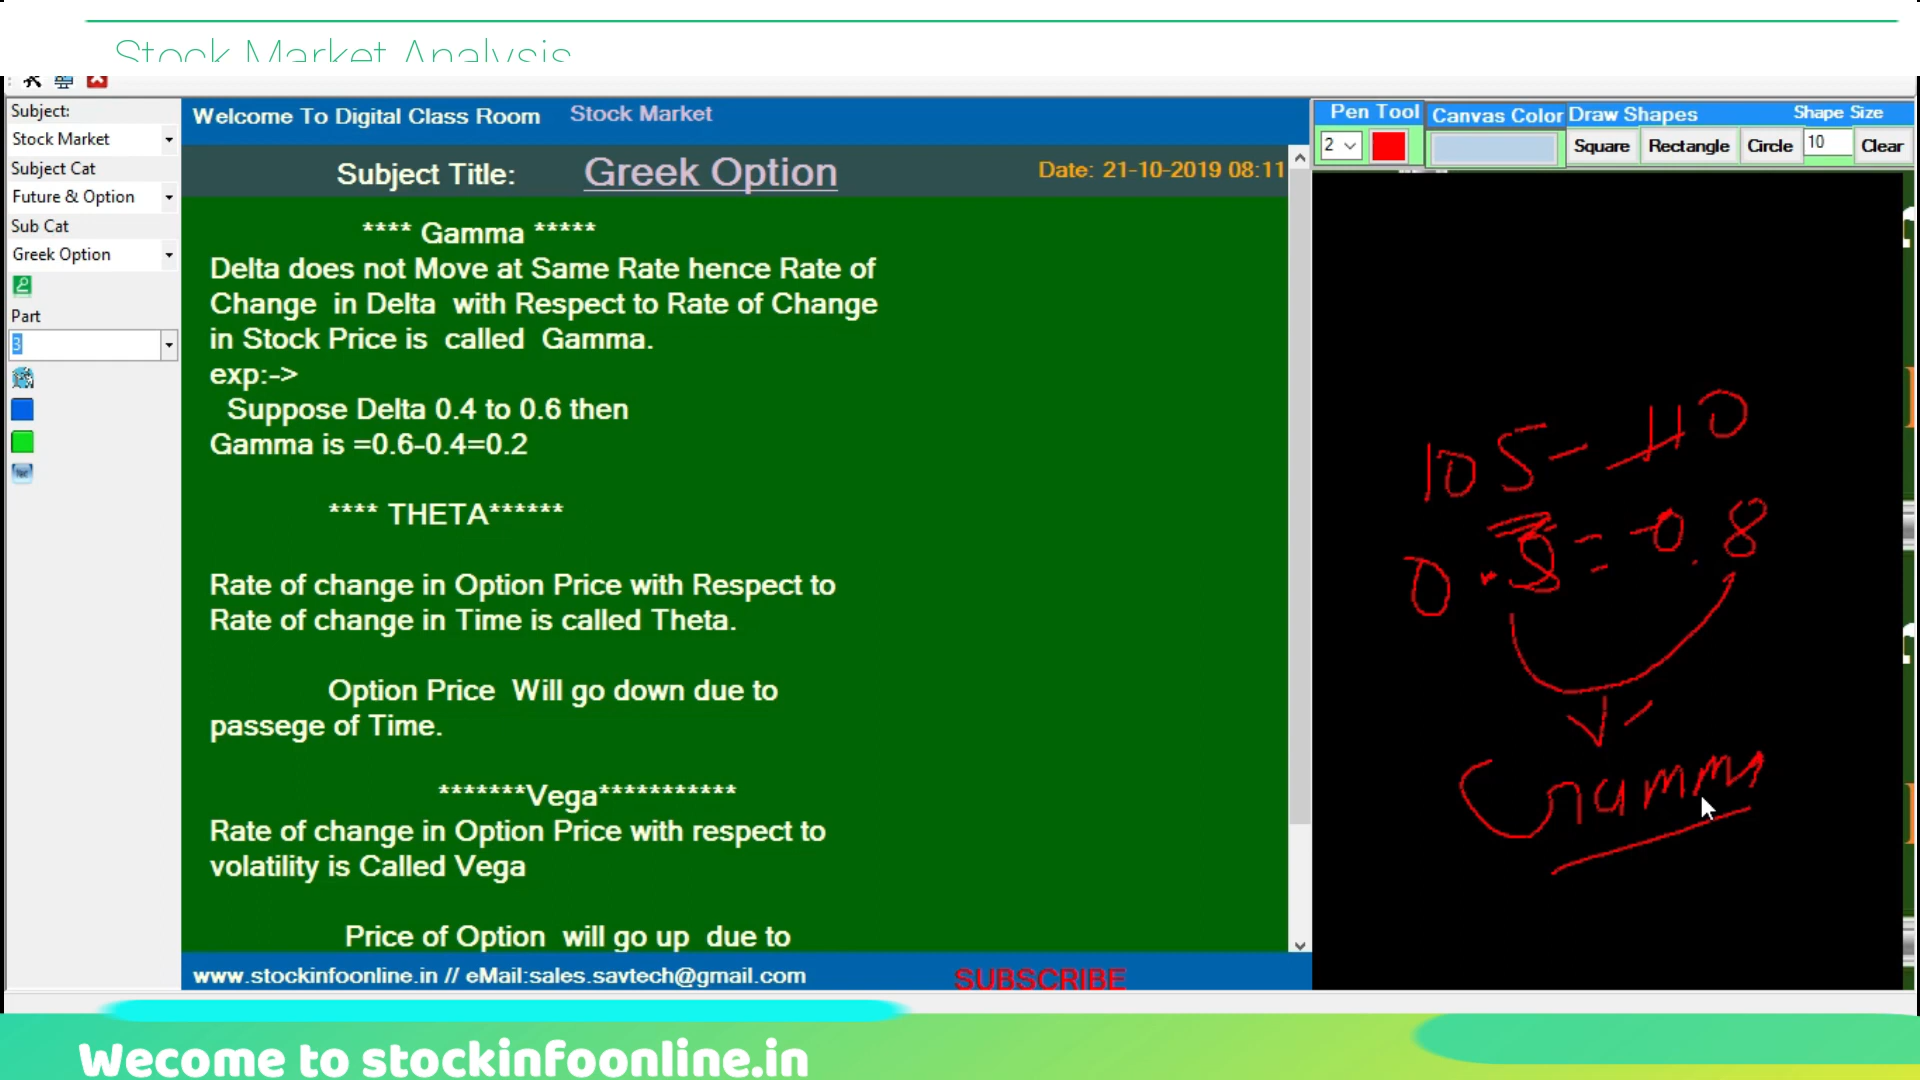 Stock Market Analysis
Subject:
Stock Market
Subject Cat
Future & Option
Sub Cat
Greek Option
Part
3
Welcome To Digital Class Room Stock Market
Subject Title: Greek Option Date: 21-10-2019 08:11
**** Gamma *****
Delta does not Move at Same Rate hence Rate of
Change in Delta with Respect to Rate of Change
in Stock Price is called Gamma.
exp:->
Suppose Delta 0.4 to 0.6 then
Gamma is =0.6-0.4=0.2
**** THETA******
Rate of change in Option Price with Respect to
Rate of change in Time is called Theta.
Option Price Will go down due to
passege of Time.
*******Vega***********
Rate of change in Option Price with respect to
volatility is Called Vega
Price of Option will go up due to
www.stockinfoonline.in // eMail:sales.savtech@gmail.com SUBSCRIBE
Pen Tool Canvas Color Draw Shapes Shape Size
2 Square Rectangle Circle 10 Clear
105-110
0.8
Gamma
Wecome to stockinfoonline.in